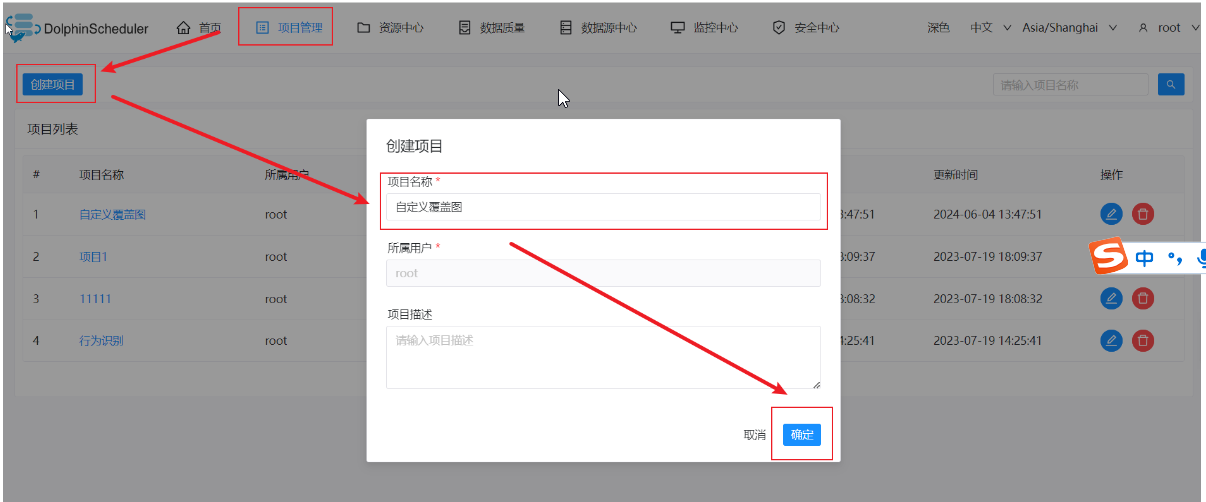 DolphinScheduler 首页 项目管理 资源中心 数据质量 数据源中心 监控中心 安全中心 深色 中文 Asia/Shanghai root
创建项目 请输入项目名称
项目列表
# 项目名称 所属用户 更新时间 操作
1 自定义覆盖图 root 3:47:51 2024-06-04 13:47:51
2 项目1 root 8:09:37 2023-07-19 18:09:37
3 11111 root 8:08:32 2023-07-19 18:08:32
4 行为识别 root 4:25:41 2023-07-19 14:25:41
创建项目
项目名称 *
自定义覆盖图
所属用户 *
root
项目描述
请输入项目描述
取消 确定
S 中 °,